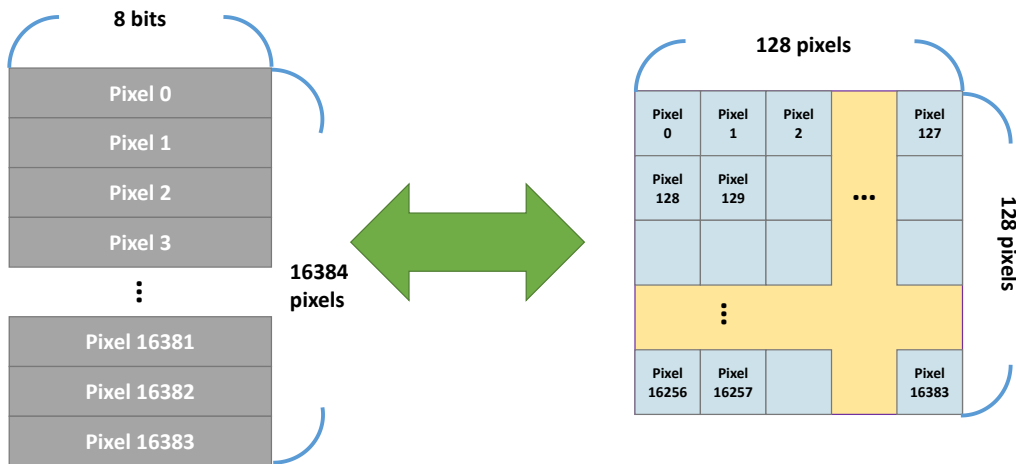 8 bits
Pixel 0
Pixel 1
Pixel 2
Pixel 3
⋮
Pixel 16381
Pixel 16382
Pixel 16383
16384
pixels
128 pixels
Pixel
0
Pixel
1
Pixel
2
Pixel
127
Pixel
128
Pixel
129
...
⋮
Pixel
16256
Pixel
16257
Pixel
16383
128 pixels